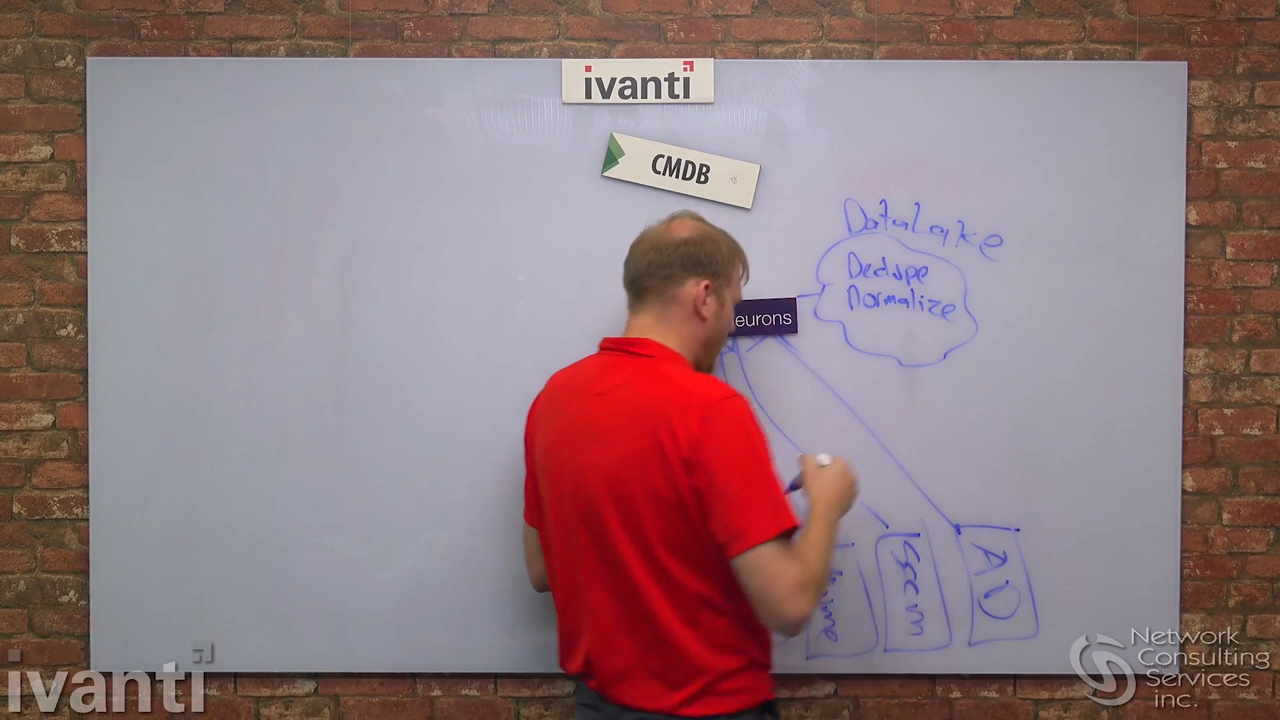 ivanti
CMDB
DataLake
Dedupe
Normalize
eurons
SCCM
AD
ivanti
Network
Consulting
Services
inc.